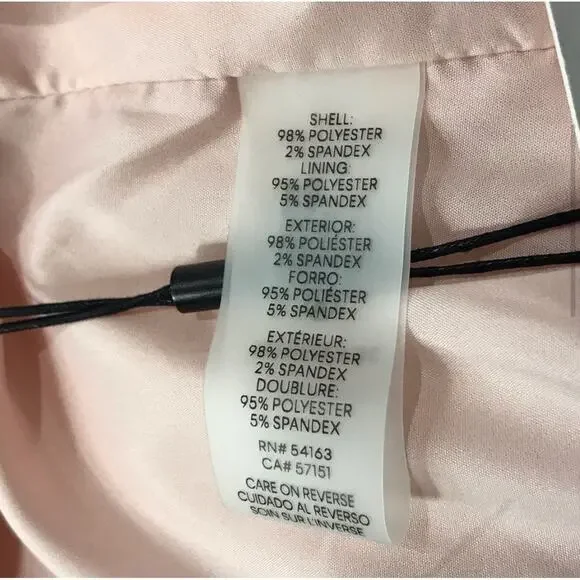 SHELL:
98% POLYESTER
2% SPANDEX
LINING:
95% POLYESTER
5% SPANDEX
EXTERIOR:
98% POLIÉSTER
2% SPANDEX
FORRO:
95% POLIÉSTER
5% SPANDEX
EXTÉRIEUR:
98% POLYESTER
2% SPANDEX
DOUBLURE:
95% POLYESTER
5% SPANDEX
RN# 54163
CA# 57151
CARE ON REVERSE
CUIDADO AL REVERSO
SOIN SUR L'INVERSE